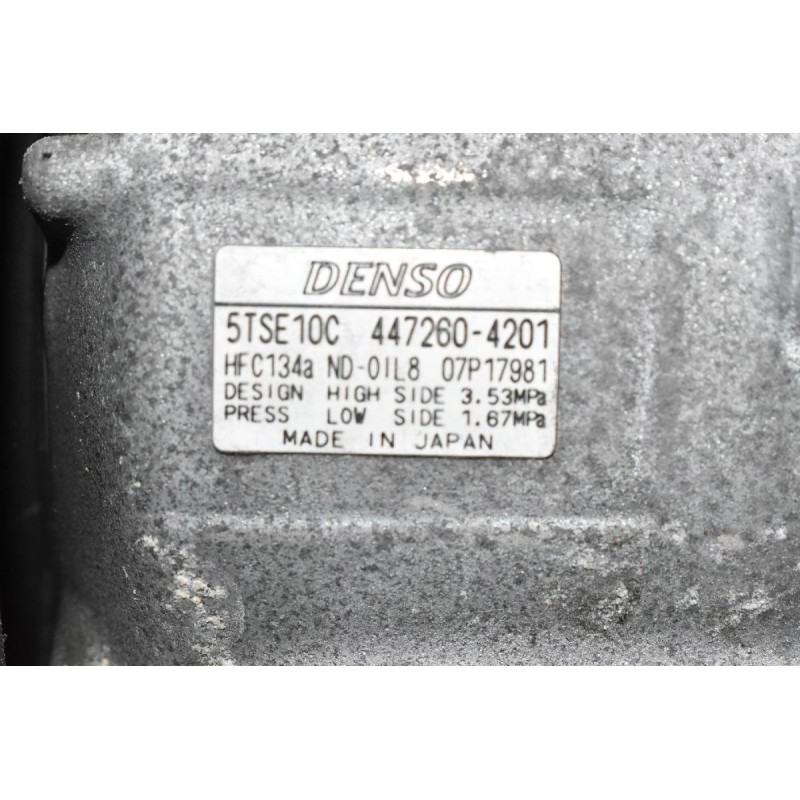 DENSO
5TSE10C 447260-4201
HFC134a ND-OIL8 07P17981
DESIGN HIGH SIDE 3.53MPa
PRESS LOW SIDE 1.67MPa
MADE IN JAPAN